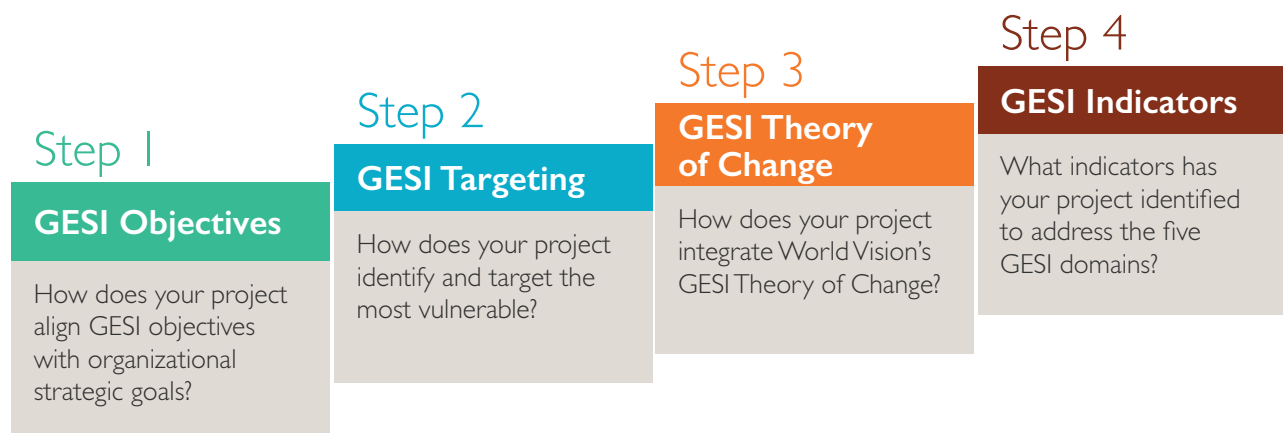 Step 1
GESI Objectives
How does your project
align GESI objectives
with organizational
strategic goals?
Step 2
GESI Targeting
How does your project
identify and target the
most vulnerable?
Step 3
GESI Theory
of Change
How does your project
integrate World Vision's
GESI Theory of Change?
Step 4
GESI Indicators
What indicators has
your project identified
to address the five
GESI domains?